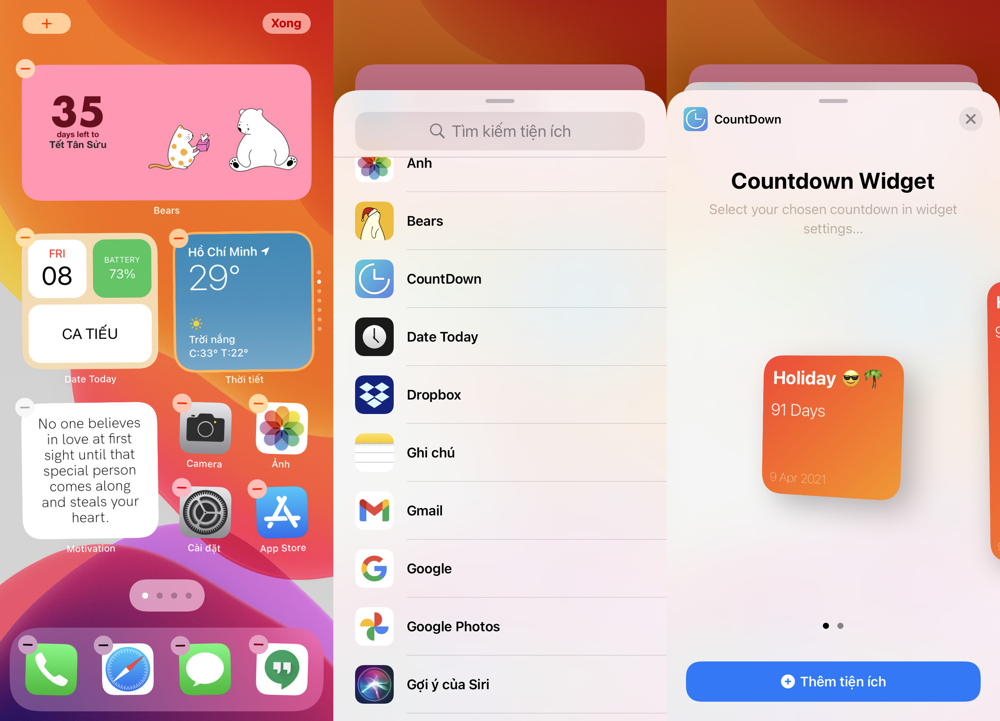 +
Xong
35
days left to
Tết Tân Sửu
Bears
FRI
08
BATTERY
73%
CA TIẾU
Date Today
Hồ Chí Minh
29°
Trời nắng
C:33° T:22°
Thời tiết
No one believes
in love at first
sight until that
special person
comes along
and steals your
heart.
Motivation
Camera
Ảnh
Cài đặt
App Store
Tìm kiếm tiện ích
Ảnh
Bears
CountDown
Date Today
Dropbox
Ghi chú
Gmail
Google
Google Photos
Gợi ý của Siri
CountDown
Countdown Widget
Select your chosen countdown in widget
settings...
Holiday 😎🌴
91 Days
9 Apr 2021
Thêm tiện ích